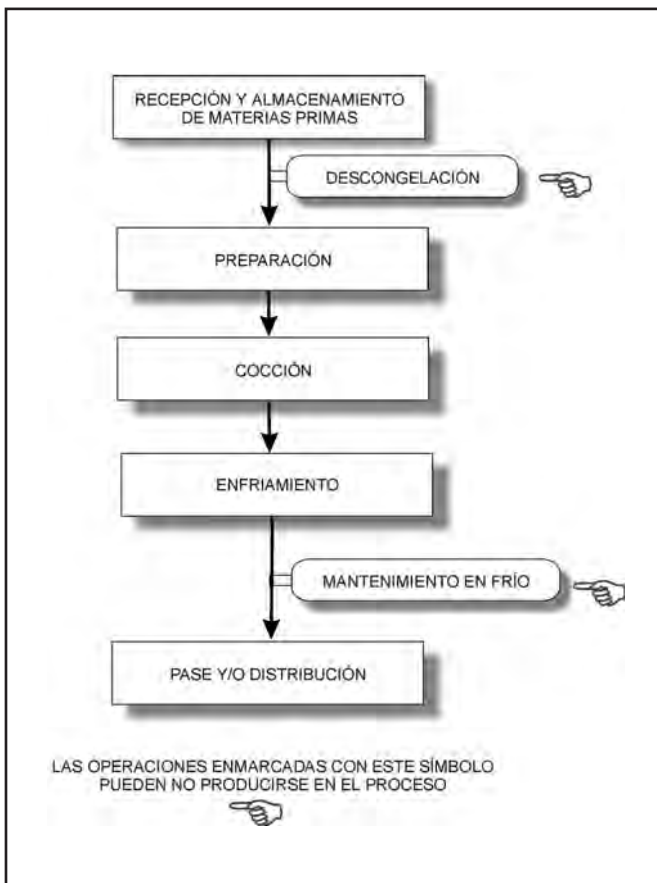 RECEPCIÓN Y ALMACENAMIENTO
DE MATERIAS PRIMAS
DESCONGELACIÓN
PREPARACIÓN
COCCIÓN
ENFRIAMIENTO
MANTENIMIENTO EN FRÍO
PASE Y/O DISTRIBUCIÓN
LAS OPERACIONES ENMARCADAS CON ESTE SÍMBOLO
PUEDEN NO PRODUCIRSE EN EL PROCESO